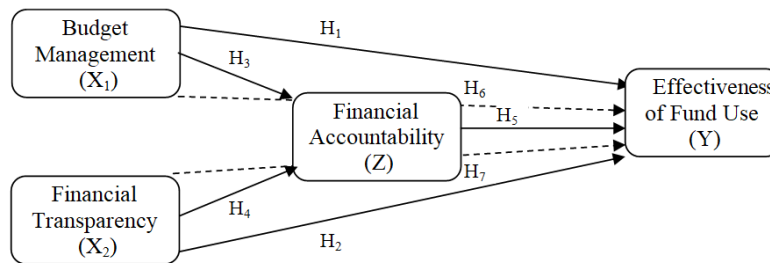 Budget
Management
(X₁)
H₁
H₃
H₆
Financial
Accountability
(Z)
H₅
Effectiveness
of Fund Use
(Y)
H₇
Financial
Transparency
(X₂)
H₄
H₂